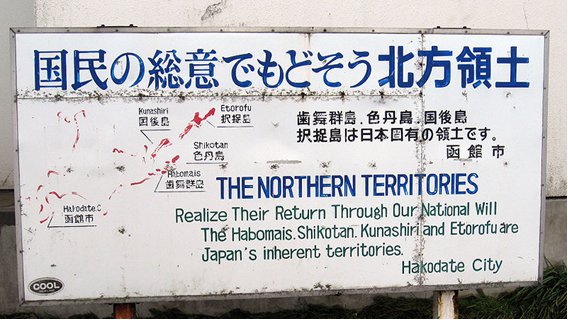 国民の総意でもどそう北方領土
Kunashiri
国後島
Etorofu
択捉島
Shikotan
色丹島
Habomais
歯舞群島
Hakodate.C
函館市
歯舞群島、色丹島、国後島
択捉島は日本固有の領土です。
函館市
THE NORTHERN TERRITORIES
Realize Their Return Through Our National Will
The Habomais, Shikotan, Kunashiri and Etorofu are
Japan's inherent territories.
Hakodate City
COOL